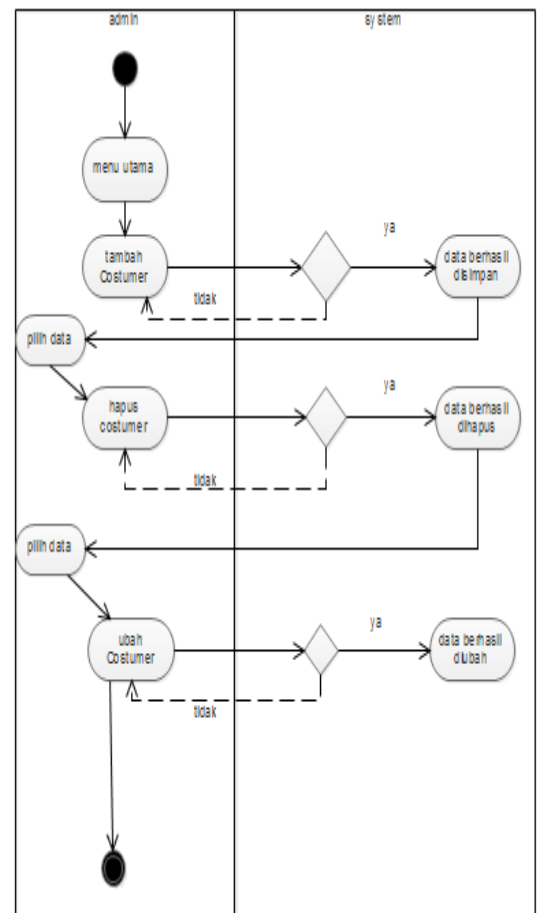 admin
system
menu utama
tambah
Costumer
ya
data berhasil
disimpan
tidak
pilih data
hapus
costumer
ya
data berhasil
dihapus
tidak
pilih data
ubah
Costumer
ya
data berhasil
diubah
tidak